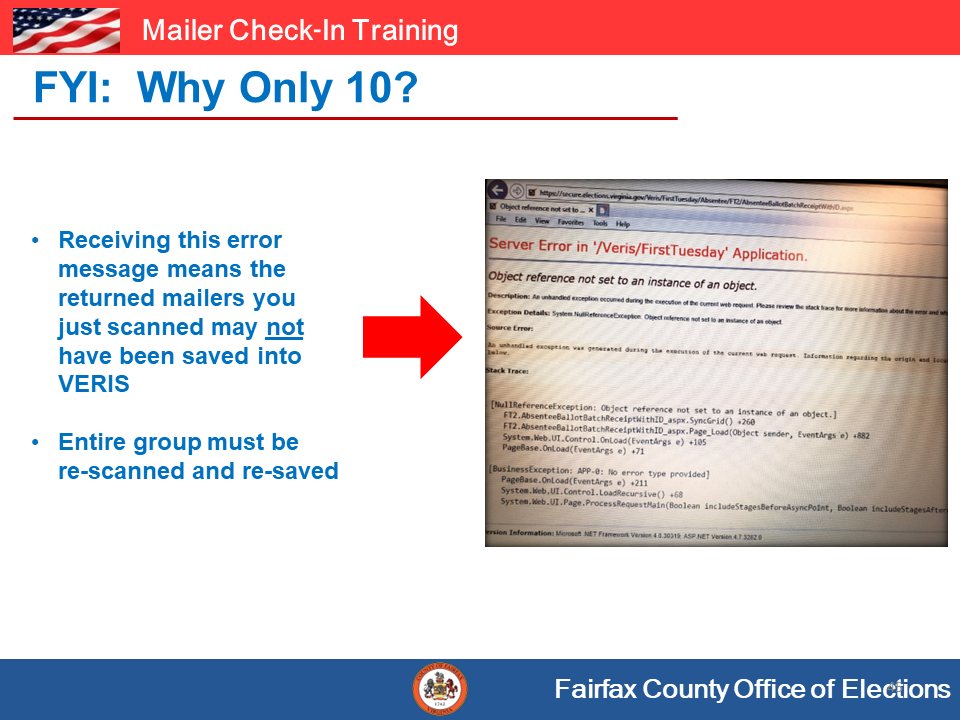 Mailer Check-In Training
FYI: Why Only 10?
• Receiving this error
message means the
returned mailers you
just scanned may not
have been saved into
VERIS
• Entire group must be
re-scanned and re-saved
https://secure.elections.virginia.gov/Veris/FirstTuesday/Absentee/FT2/AbsenteeBallotBatchReceiptWithID.aspx
Object reference not set to ... ×
File Edit View Favorites Tools Help
Server Error in '/Veris/FirstTuesday' Application.
Object reference not set to an instance of an object.
Description: An unhandled exception occurred during the execution of the current web request. Please review the stack trace for more information about the error and
Exception Details: System.NullReferenceException: Object reference not set to an instance of an object.
Source Error:
An unhandled exception was generated during the execution of the current web request. Information regarding the origin and
below.
Stack Trace:
[NullReferenceException: Object reference not set to an instance of an object.]
FT2.AbsenteeBallotBatchReceiptWithID_aspx.SyncGrid() +260
FT2.AbsenteeBallotBatchReceiptWithID_aspx.Page_Load(Object sender, EventArgs e) +882
System.Web.UI.Control.OnLoad(EventArgs e) +105
PageBase.OnLoad(EventArgs e) +71
[BusinessException: APP-0: No error type provided]
PageBase.OnLoad(EventArgs e) +211
System.Web.UI.Control.LoadRecursive() +68
System.Web.UI.Page.ProcessRequestMain(Boolean includeStagesBeforeAsyncPoint, Boolean includeStagesAfter
ersion Information: Microsoft .NET Framework Version:4.0.30319; ASP.NET Version:4.7.3282.0
COUNTY OF FAIRFAX
VIRGINIA
1742
Fairfax County Office of Elections